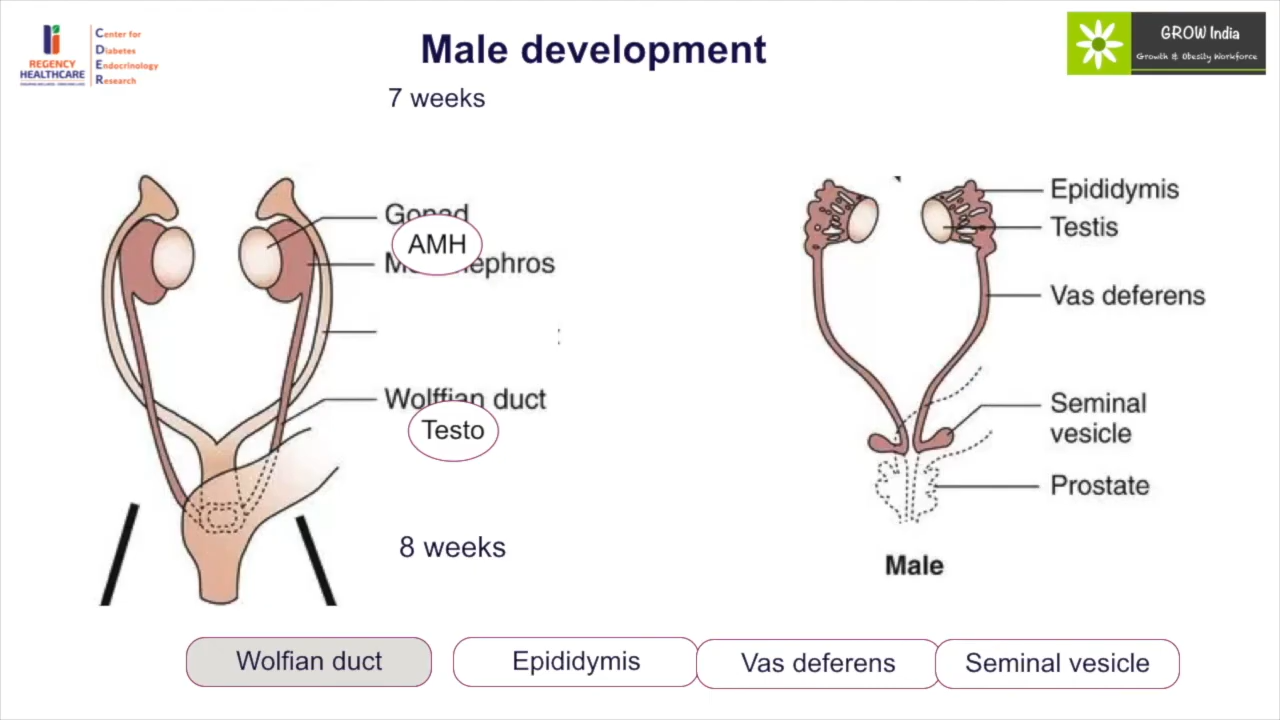 Center for
Diabetes
Endocrinology
Research
REGENCY
HEALTHCARE
Male development
GROW India
Growth & Obesity Workforce
7 weeks
Gonad
AMH
Mesonephros
Wolffian duct
Testo
8 weeks
Epididymis
Testis
Vas deferens
Seminal
vesicle
Prostate
Male
Wolfian duct
Epididymis
Vas deferens
Seminal vesicle